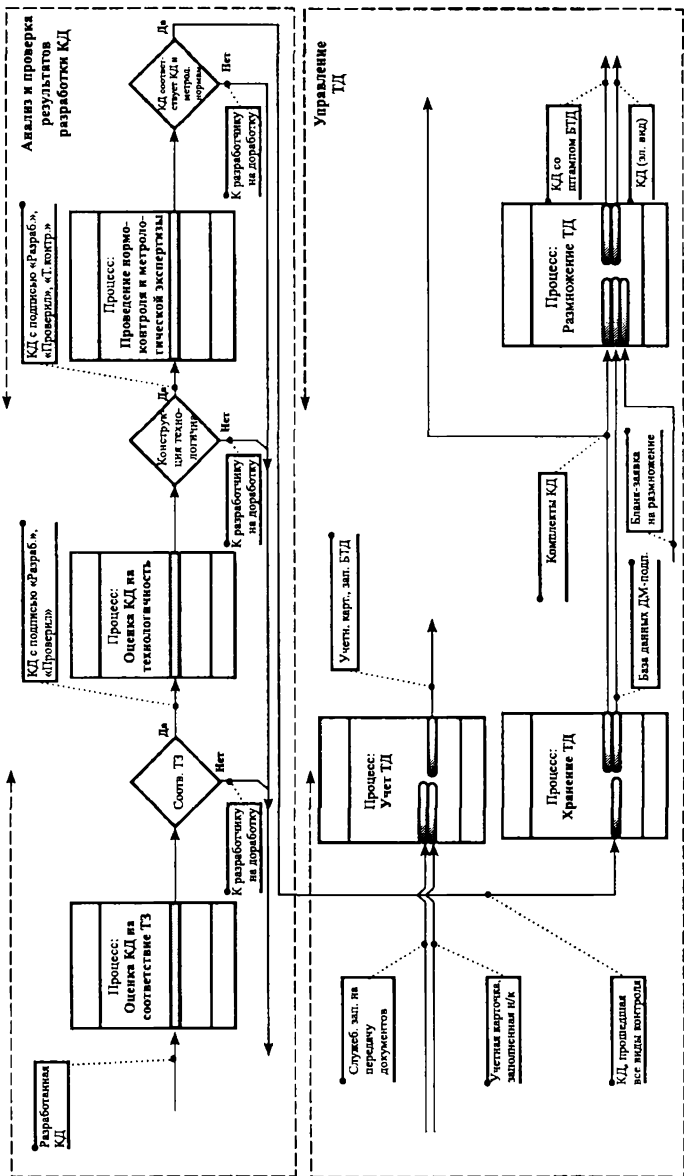 Анализ и проверка
результатов
разработки КД
Разработанная
КД
Процесс:
Оценка КД на
соответствие ТЗ
Соотв. ТЗ
Да
Нет
К разработчику
на доработку
КД с подписью «Разраб.»,
«Проверил»
Процесс:
Оценка КД на
технологичность
Конструк-
ция техно-
логична
Да
Нет
К разработчику
на доработку
КД с подписью «Разраб.»,
«Проверил», «Т.контр.»
Процесс:
Проведение нормо-
контроля и метроло-
гической экспертизы
КД соответ-
ствует КД и
метрол.
нормам
Да
Нет
К разработчику
на доработку
Управление
ТД
Служеб. зап. на
передачу
документов
Учетная карточка,
заполненная н/к
КД, прошедшая
все виды контроля
Процесс:
Учет ТД
Учетн. карт., зап. БТД
Процесс:
Хранение ТД
Комплекты КД
База данных ДМ-подп.
Бланк-заявка
на размножение
Процесс:
Размножение ТД
КД со
штампом БТД
КД (эл. вид)